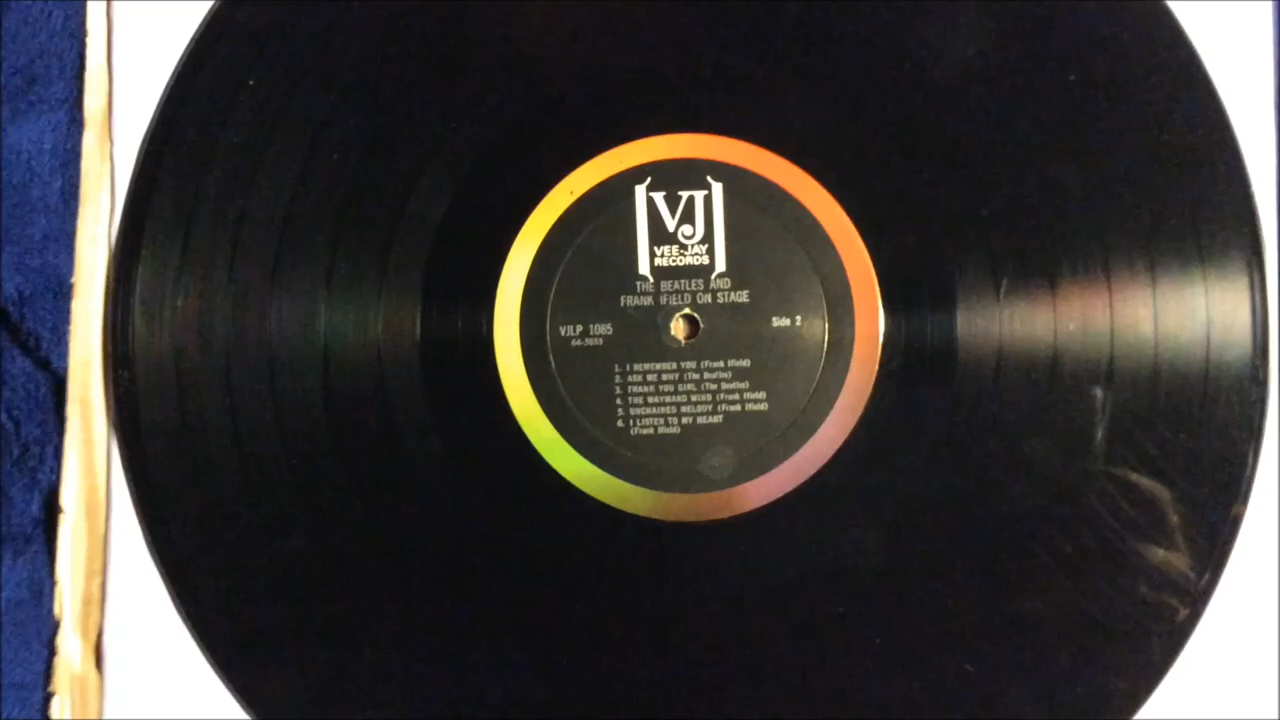 VJ
VEE-JAY
RECORDS
THE BEATLES AND
FRANK IFIELD ON STAGE
VJLP 1085
Side 2
64-3855
1. I REMEMBER YOU (Frank Ifield)
2. ASK ME WHY (The Beatles)
3. THANK YOU GIRL (The Beatles)
4. THE WAYWARD WIND (Frank Ifield)
5. UNCHAINED MELODY (Frank Ifield)
6. I LISTEN TO MY HEART
(Frank Ifield)